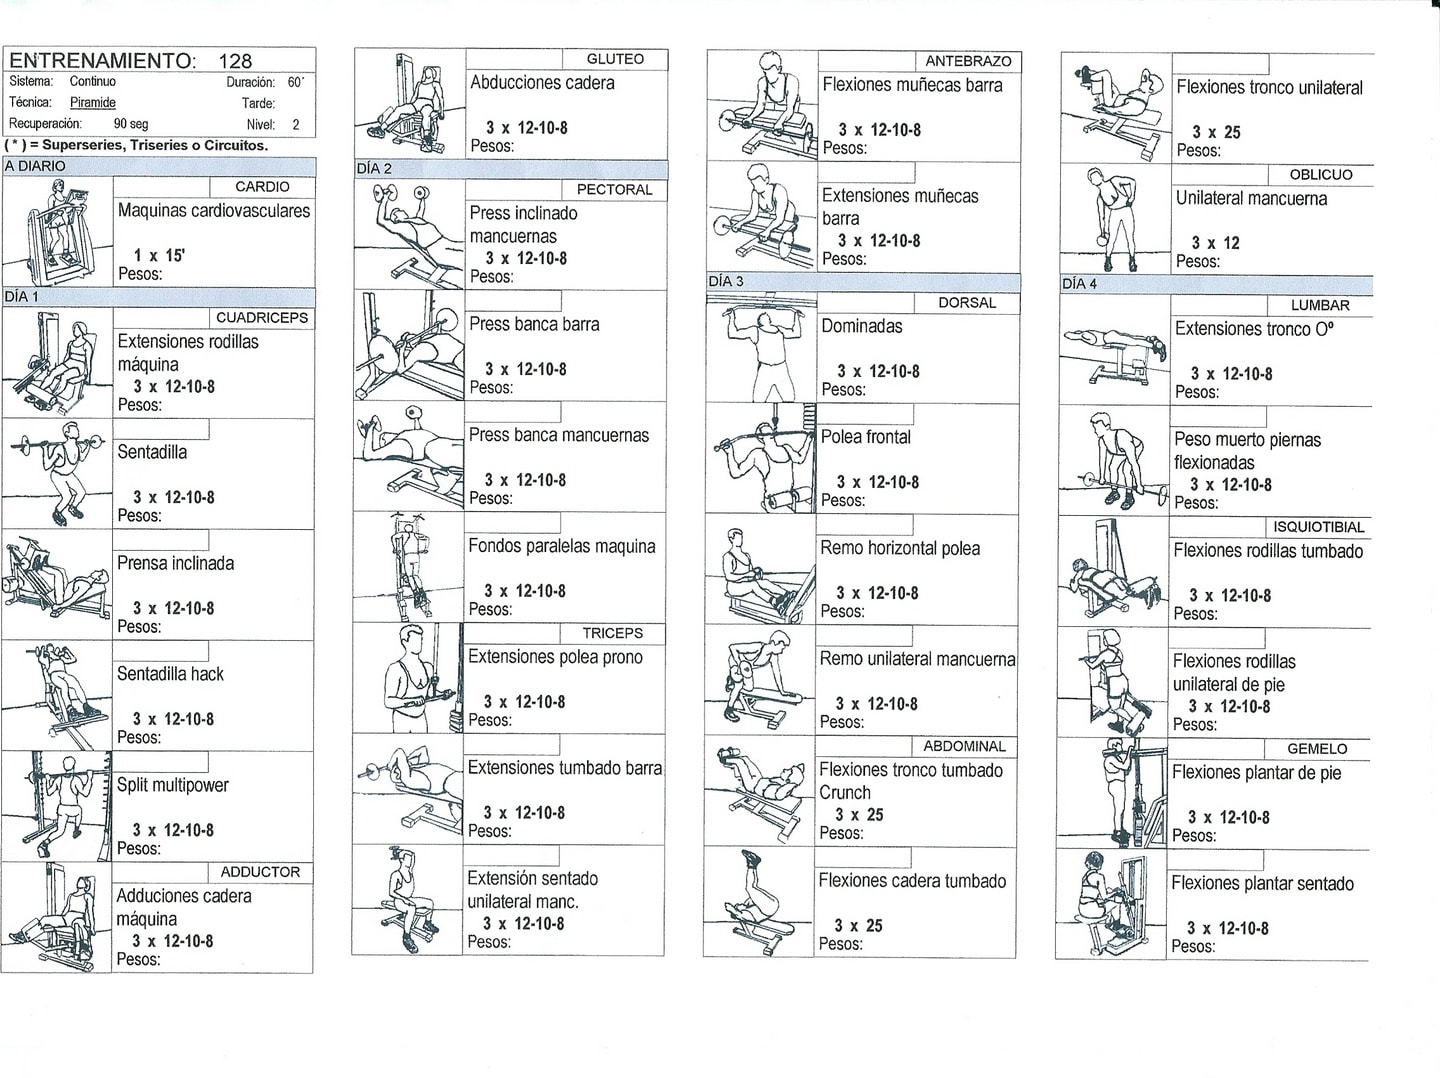 ENTRENAMIENTO: 128
Sistema: Continuo Duración: 60'
Técnica: Piramide Tarde:
Recuperación: 90 seg Nivel: 2
( * ) = Superseries, Triseries o Circuitos.
A DIARIO
CARDIO
Maquinas cardiovasculares
1 x 15'
Pesos:
DÍA 1
CUADRICEPS
Extensiones rodillas
máquina
3 x 12-10-8
Pesos:
Sentadilla
3 x 12-10-8
Pesos:
Prensa inclinada
3 x 12-10-8
Pesos:
Sentadilla hack
3 x 12-10-8
Pesos:
Split multipower
3 x 12-10-8
Pesos:
ADDUCTOR
Adduciones cadera
máquina
3 x 12-10-8
Pesos:
GLUTEO
Abducciones cadera
3 x 12-10-8
Pesos:
DÍA 2
PECTORAL
Press inclinado
mancuernas
3 x 12-10-8
Pesos:
Press banca barra
3 x 12-10-8
Pesos:
Press banca mancuernas
3 x 12-10-8
Pesos:
Fondos paralelas maquina
3 x 12-10-8
Pesos:
TRICEPS
Extensiones polea prono
3 x 12-10-8
Pesos:
Extensiones tumbado barra
3 x 12-10-8
Pesos:
Extensión sentado
unilateral manc.
3 x 12-10-8
Pesos:
ANTEBRAZO
Flexiones muñecas barra
3 x 12-10-8
Pesos:
Extensiones muñecas
barra
3 x 12-10-8
Pesos:
DÍA 3
DORSAL
Dominadas
3 x 12-10-8
Pesos:
Polea frontal
3 x 12-10-8
Pesos:
Remo horizontal polea
3 x 12-10-8
Pesos:
Remo unilateral mancuerna
3 x 12-10-8
Pesos:
ABDOMINAL
Flexiones tronco tumbado
Crunch
3 x 25
Pesos:
Flexiones cadera tumbado
3 x 25
Pesos:
Flexiones tronco unilateral
3 x 25
Pesos:
OBLICUO
Unilateral mancuerna
3 x 12
Pesos:
DÍA 4
LUMBAR
Extensiones tronco Oº
3 x 12-10-8
Pesos:
Peso muerto piernas
flexionadas
3 x 12-10-8
Pesos:
ISQUIOTIBIAL
Flexiones rodillas tumbado
3 x 12-10-8
Pesos:
Flexiones rodillas
unilateral de pie
3 x 12-10-8
Pesos:
GEMELO
Flexiones plantar de pie
3 x 12-10-8
Pesos:
Flexiones plantar sentado
3 x 12-10-8
Pesos: